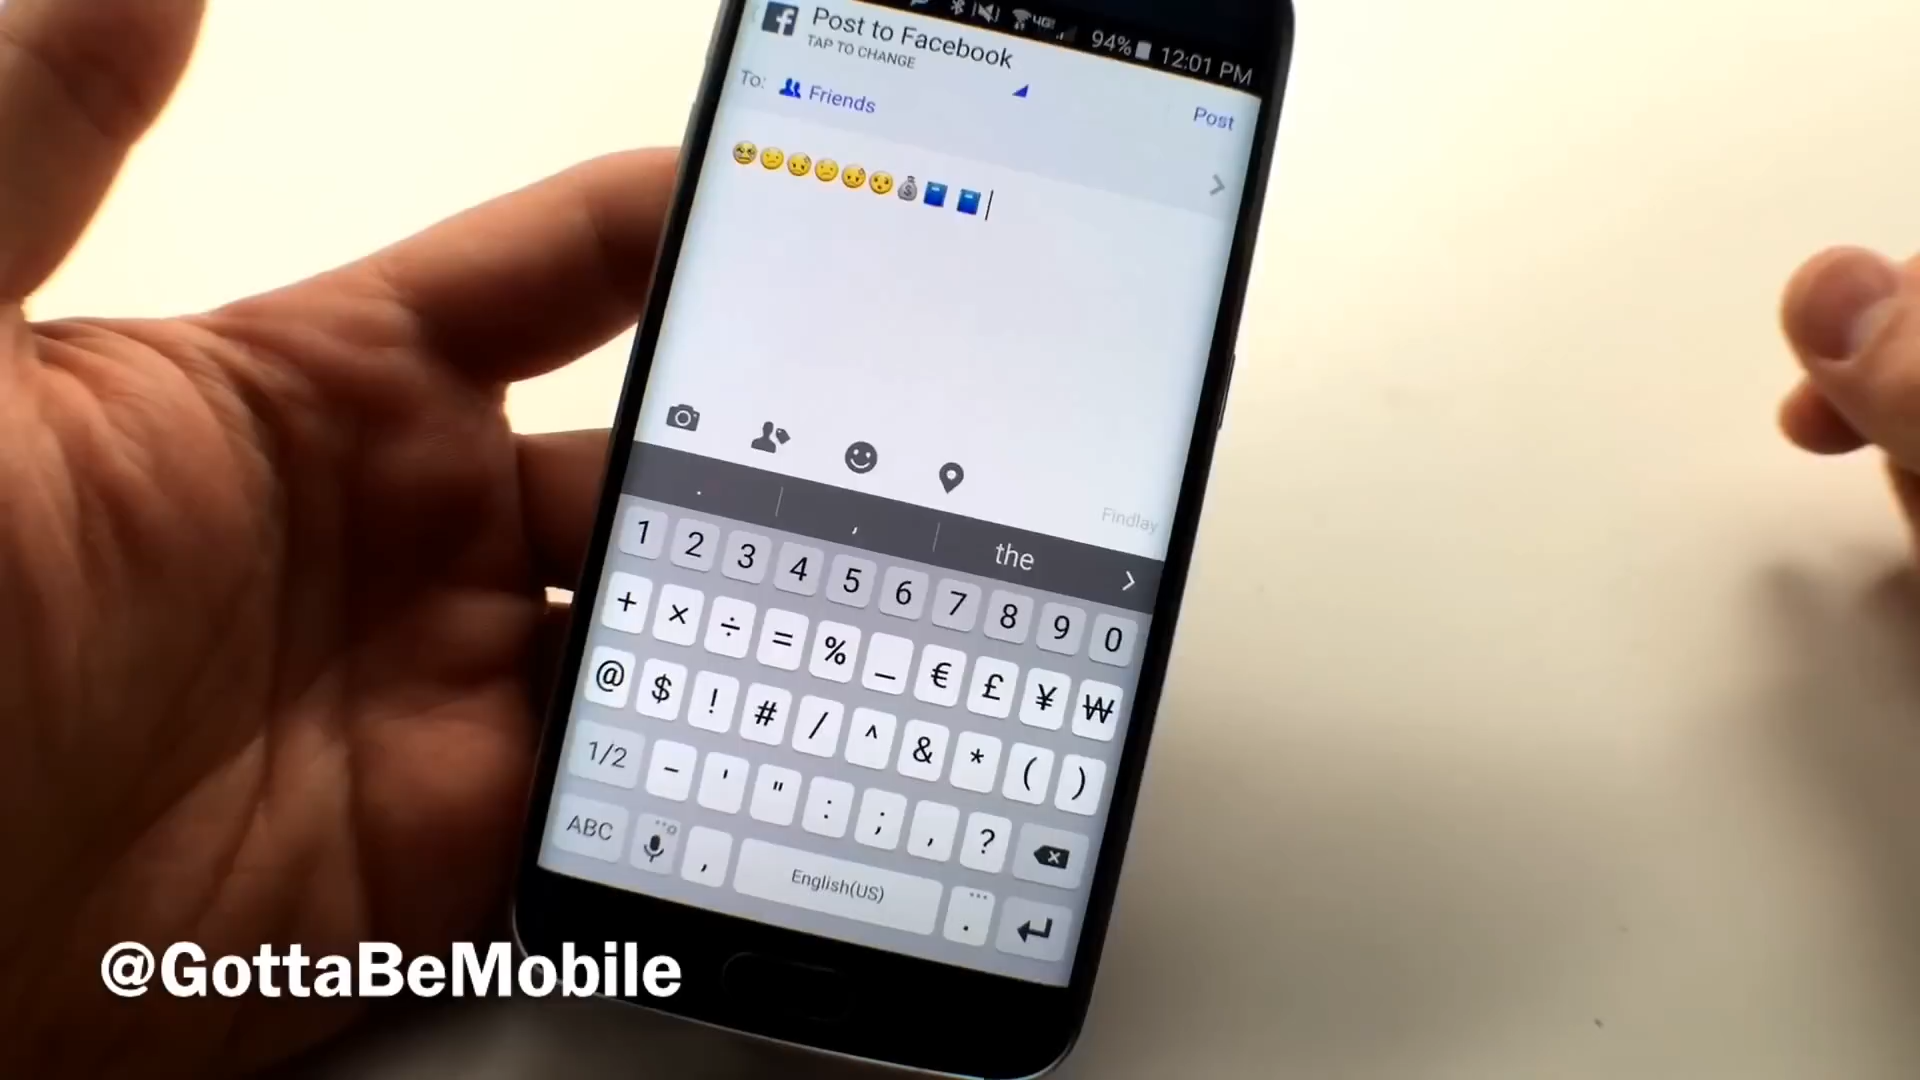 4G
94% 12:01 PM
Post to Facebook
TAP TO CHANGE
To: Friends
Post
Findlay
. , the
1 2 3 4 5 6 7 8 9 0
+ × ÷ = % _ € £ ¥ ₩
@ $ ! # / ^ & * ( )
1/2 - ' " : ; , ?
ABC , English(US) .
@GottaBeMobile